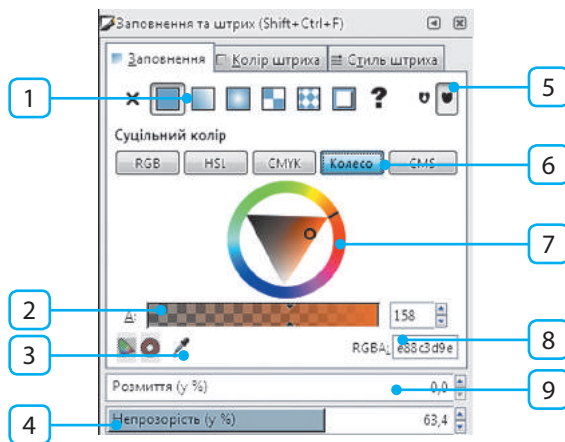 Заповнення та штрих (Shift+Ctrl+F)
Заповнення Колір штриха Стиль штриха
1
?
5
Суцільний колір
RGB HSL CMYK Колесо CMS
6
7
2
A: 158
3
RGBA: e88c3d9e
8
Розмиття (у %) 0,0
9
4
Непрозорість (у %) 63,4